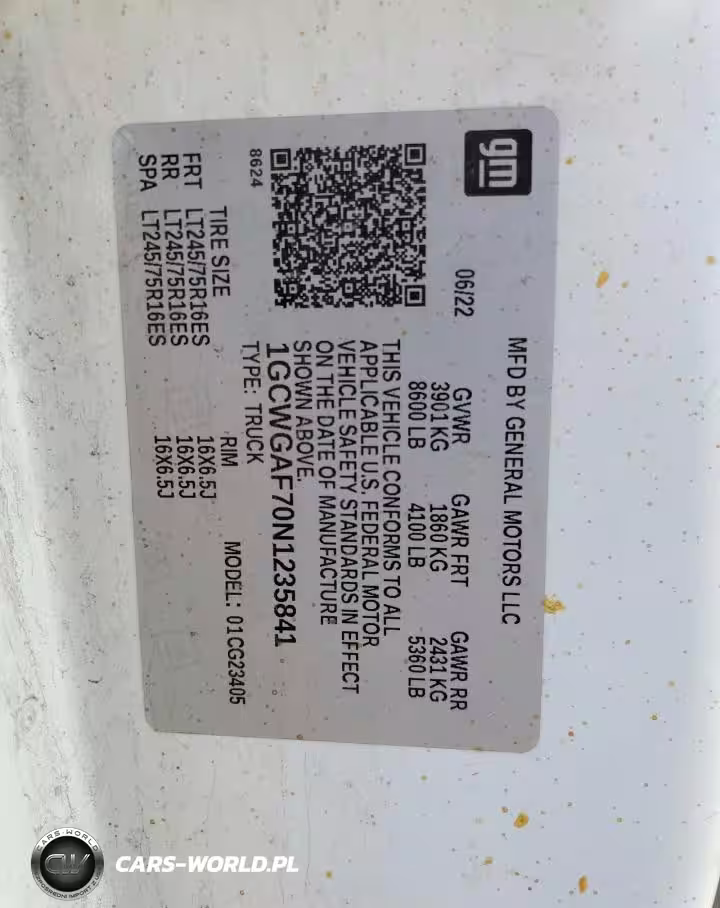 gm
MFD BY GENERAL MOTORS LLC
06/22
GVWR GAWR FRT GAWR RR
3901 KG 1860 KG 2431 KG
8600 LB 4100 LB 5360 LB
THIS VEHICLE CONFORMS TO ALL
APPLICABLE U.S. FEDERAL MOTOR
VEHICLE SAFETY STANDARDS IN EFFECT
ON THE DATE OF MANUFACTURE
SHOWN ABOVE.
1GCWGAF70N1235841
8624
TYPE: TRUCK MODEL: 01CG23405
TIRE SIZE RIM
FRT LT245/75R16ES 16X6.5J
RR LT245/75R16ES 16X6.5J
SPA LT245/75R16ES 16X6.5J
CARS-WORLD
CW
CARS-WORLD.PL